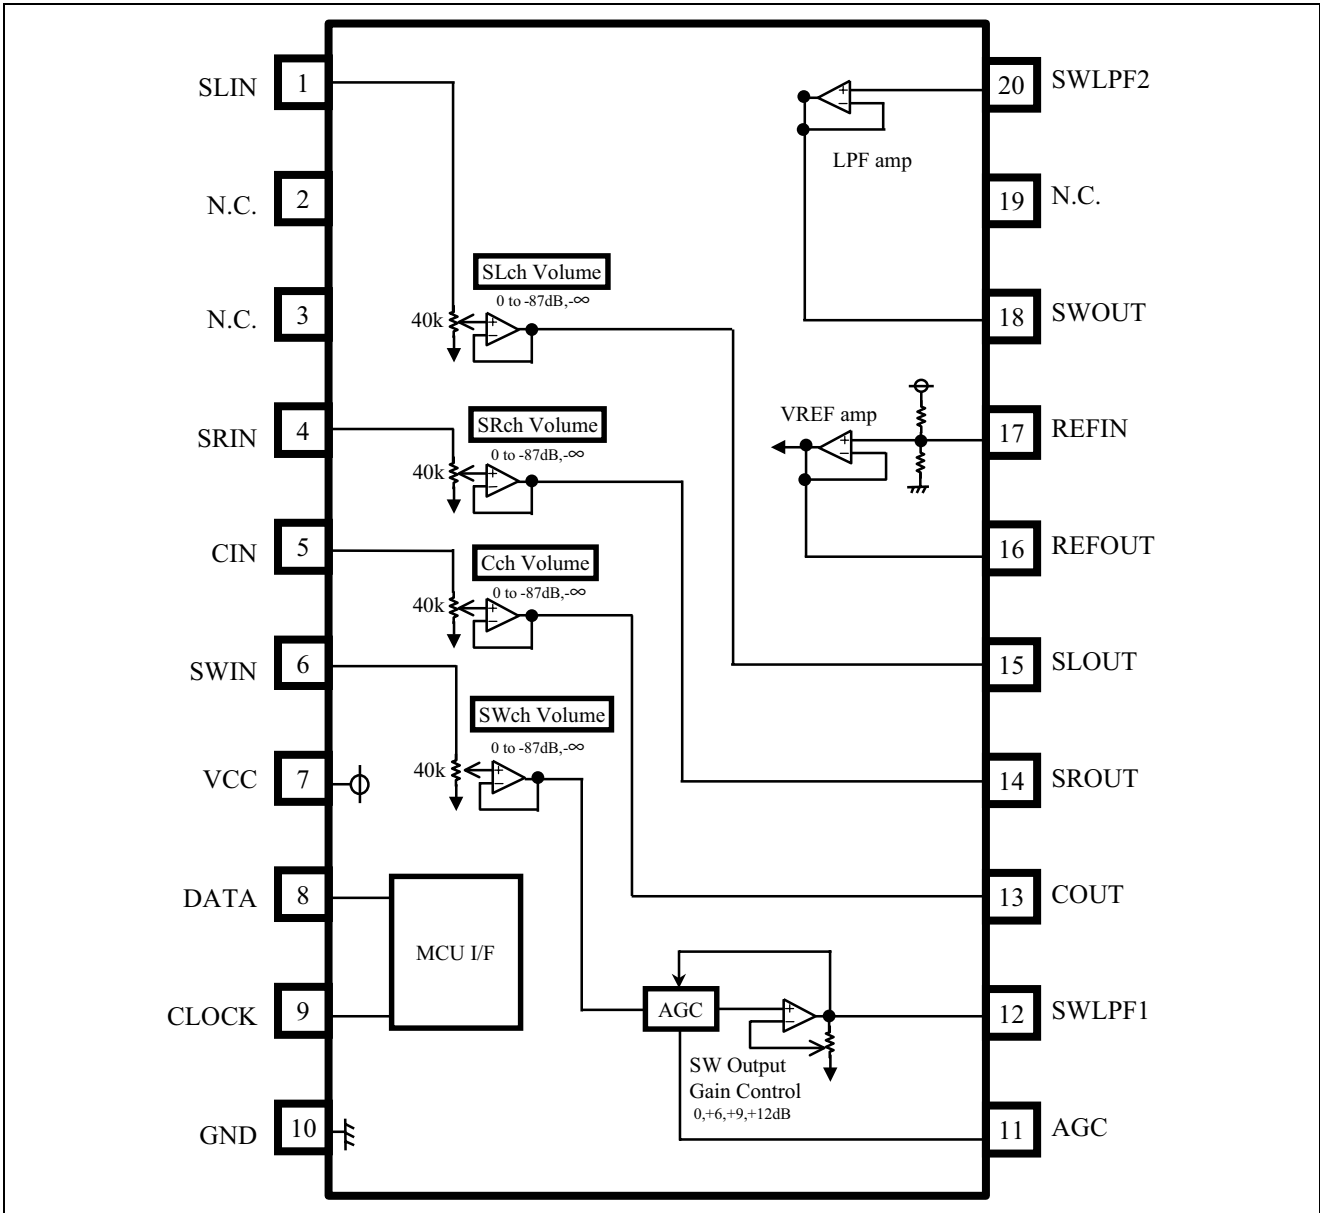 SLIN 1
N.C. 2
N.C. 3
SRIN 4
CIN 5
SWIN 6
VCC 7
DATA 8
CLOCK 9
GND 10
SLch Volume
0 to -87dB,-∞
40k
+
−
SRch Volume
0 to -87dB,-∞
40k
+
−
Cch Volume
0 to -87dB,-∞
40k
+
−
SWch Volume
0 to -87dB,-∞
40k
+
−
MCU I/F
AGC
+
−
SW Output
Gain Control
0,+6,+9,+12dB
+
−
LPF amp
VREF amp
+
−
20 SWLPF2
19 N.C.
18 SWOUT
17 REFIN
16 REFOUT
15 SLOUT
14 SROUT
13 COUT
12 SWLPF1
11 AGC